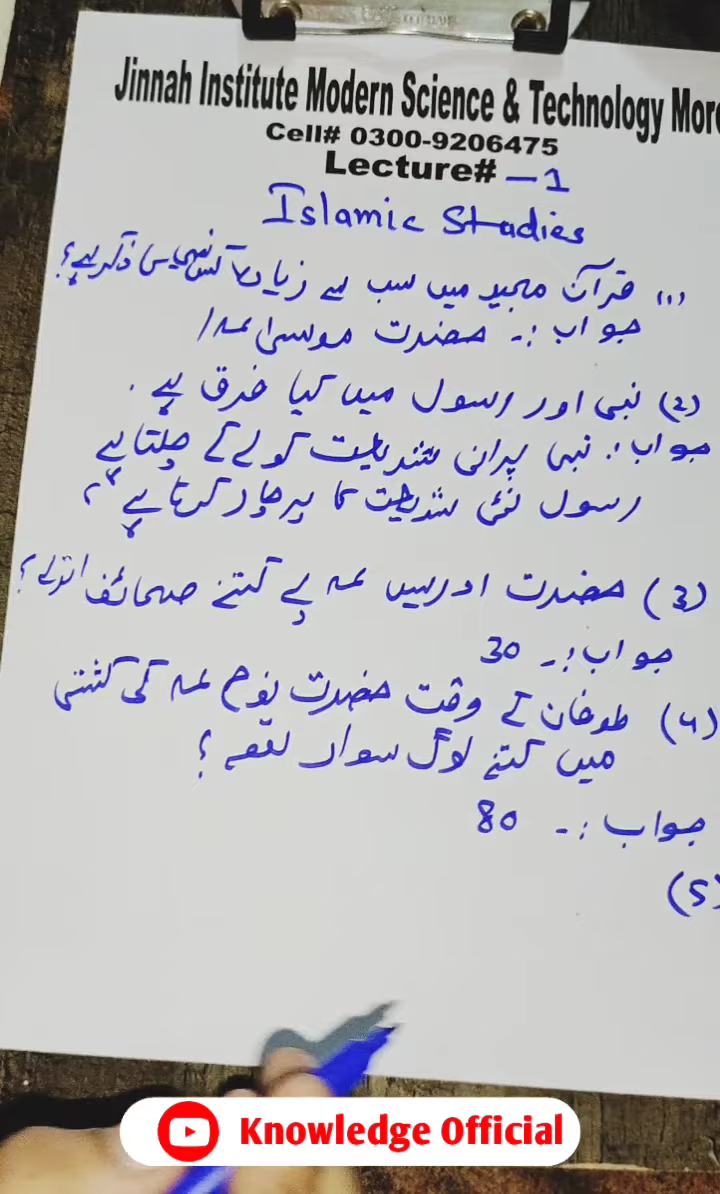 Jinnah Institute Modern Science & Technology
Cell# 0300-9206475
Lecture# -1
Islamic Studies
(1) قرآن مجید میں سب سے زیادہ کس نبی کا ذکر ہے؟
جواب:۔ حضرت موسیٰ ؑ
(2) نبی اور رسول میں کیا فرق ہے۔
جواب:۔ نبی پرانی شریعت کو لے کے چلتا ہے
رسول نئی شریعت کا پرچار کرتا ہے
(3) حضرت ادریس ؑ پے کتنے صحائف اترے؟
جواب:۔ 30
(4) طوفان کے وقت حضرت نوح ؑ کی کشتی
میں کتنے لوگ سوار تھے؟
جواب:۔ 80
(5)
Knowledge Official